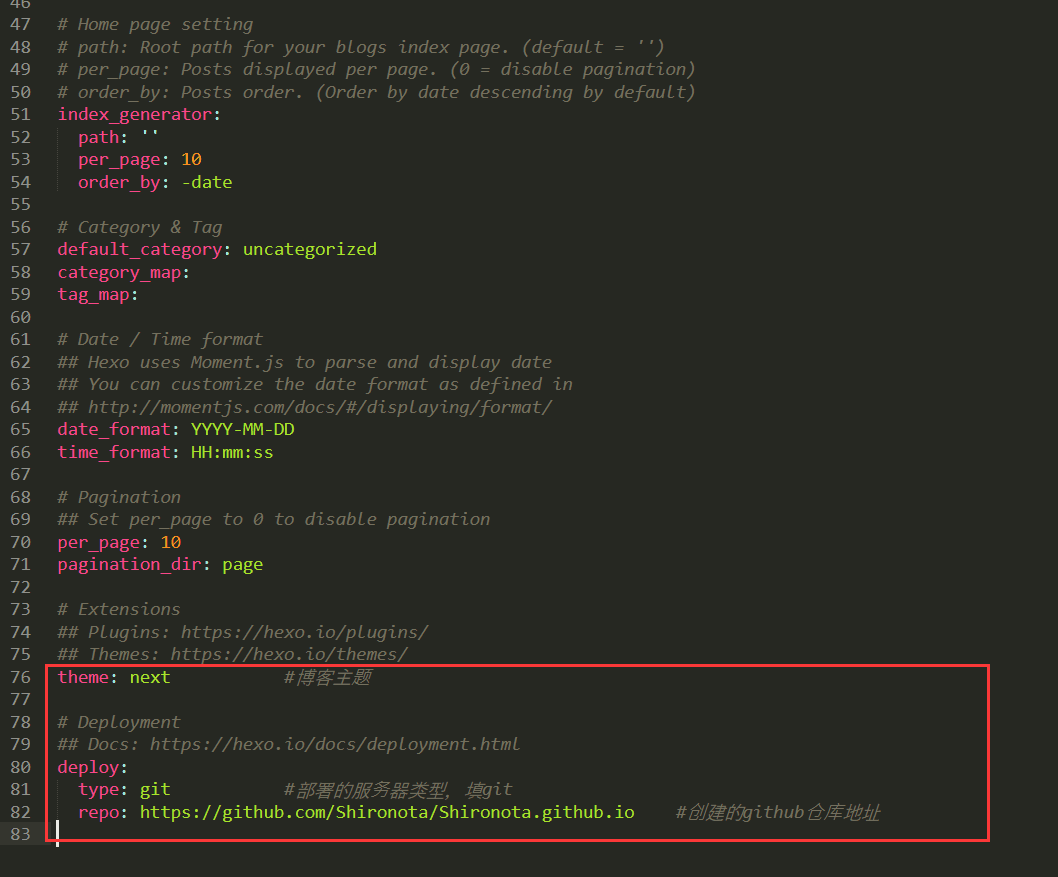 46
47 # Home page setting
48 # path: Root path for your blogs index page. (default = '')
49 # per_page: Posts displayed per page. (0 = disable pagination)
50 # order_by: Posts order. (Order by date descending by default)
51 index_generator:
52   path: ''
53   per_page: 10
54   order_by: -date
55
56 # Category & Tag
57 default_category: uncategorized
58 category_map:
59 tag_map:
60
61 # Date / Time format
62 ## Hexo uses Moment.js to parse and display date
63 ## You can customize the date format as defined in
64 ## http://momentjs.com/docs/#/displaying/format/
65 date_format: YYYY-MM-DD
66 time_format: HH:mm:ss
67
68 # Pagination
69 ## Set per_page to 0 to disable pagination
70 per_page: 10
71 pagination_dir: page
72
73 # Extensions
74 ## Plugins: https://hexo.io/plugins/
75 ## Themes: https://hexo.io/themes/
76 theme: next           #博客主题
77
78 # Deployment
79 ## Docs: https://hexo.io/docs/deployment.html
80 deploy:
81   type: git           #部署的服务器类型，填git
82   repo: https://github.com/Shironota/Shironota.github.io    #创建的github仓库地址
83